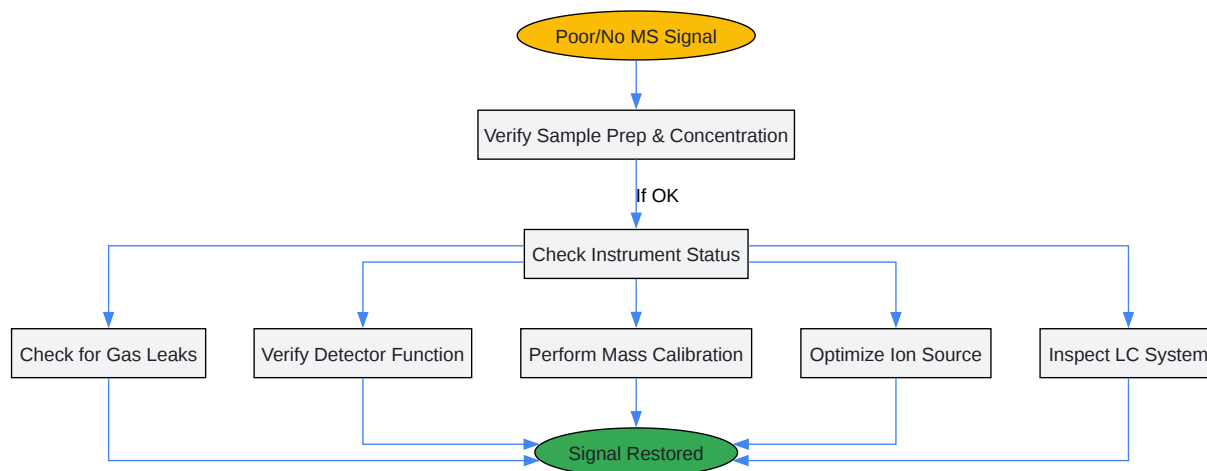 Poor/No MS Signal
Verify Sample Prep & Concentration
If OK
Check Instrument Status
Check for Gas Leaks
Verify Detector Function
Perform Mass Calibration
Optimize Ion Source
Inspect LC System
Signal Restored